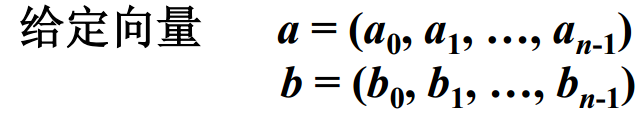 给定向量 a = (a₀, a₁, …, aₙ₋₁)
b = (b₀, b₁, …, bₙ₋₁)